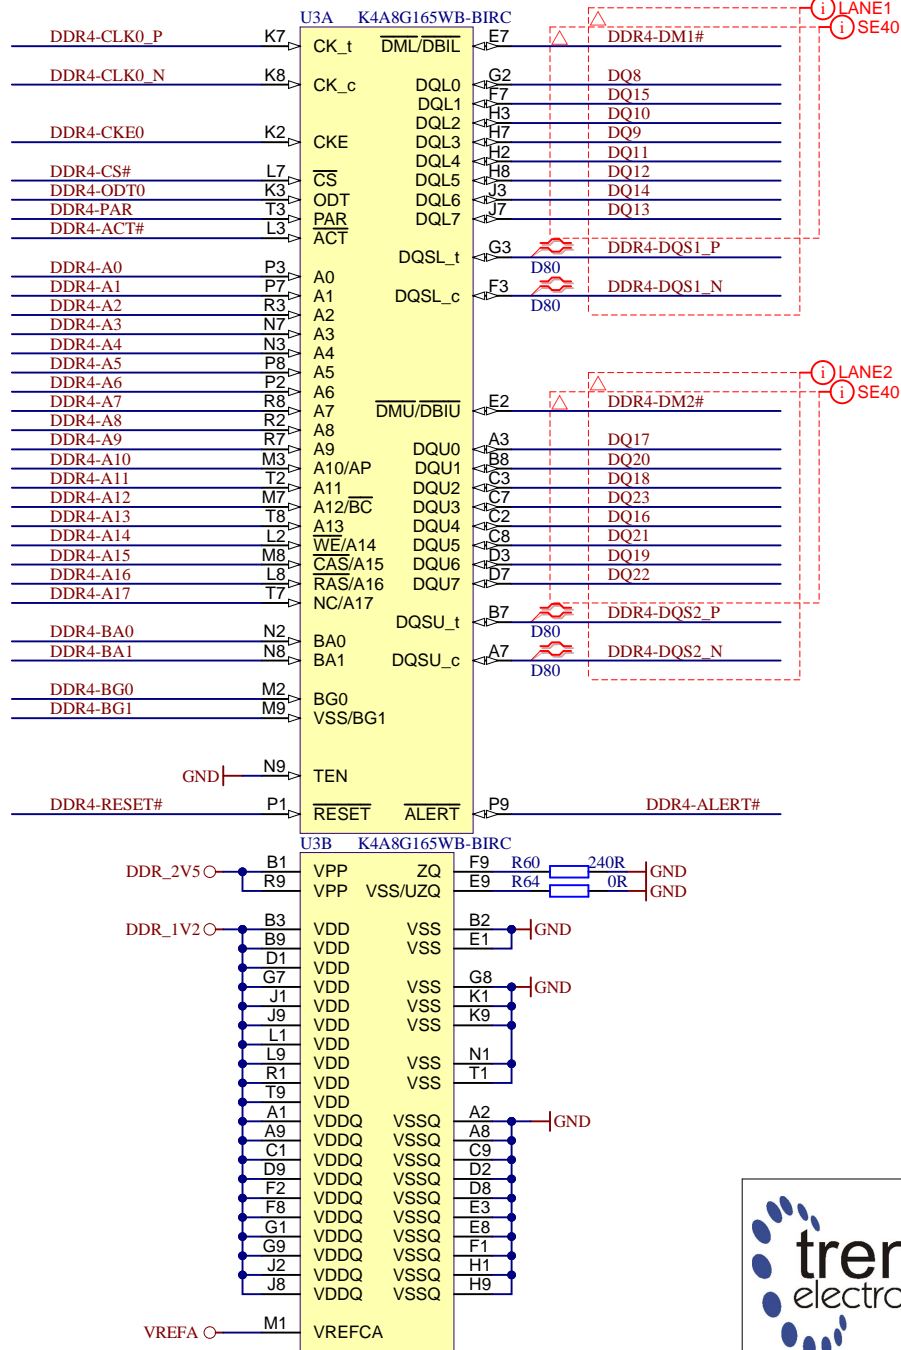 U3A K4A8G165WB-BIRC
i LANE1
i SE40
DDR4-CLK0_P K7 CK_t DML/DBIL E7 DDR4-DM1#
DDR4-CLK0_N K8 CK_c DQL0 G2 DQ8
DQL1 F7 DQ15
DQL2 H3 DQ10
DDR4-CKE0 K2 CKE DQL3 H7 DQ9
DQL4 H2 DQ11
DDR4-CS# L7 CS DQL5 H8 DQ12
DDR4-ODT0 K3 ODT DQL6 J3 DQ14
DDR4-PAR T3 PAR DQL7 J7 DQ13
DDR4-ACT# L3 ACT
DQSL_t G3 D80 DDR4-DQS1_P
DDR4-A0 P3 A0
DDR4-A1 P7 A1 DQSL_c F3 D80 DDR4-DQS1_N
DDR4-A2 R3 A2
DDR4-A3 N7 A3
DDR4-A4 N3 A4
DDR4-A5 P8 A5
i LANE2
DDR4-A6 P2 A6
i SE40
DDR4-A7 R8 A7 DMU/DBIU E2 DDR4-DM2#
DDR4-A8 R2 A8
DDR4-A9 R7 A9 DQU0 A3 DQ17
DDR4-A10 M3 A10/AP DQU1 B8 DQ20
DDR4-A11 T2 A11 DQU2 C3 DQ18
DDR4-A12 M7 A12/BC DQU3 C7 DQ23
DDR4-A13 T8 A13 DQU4 C2 DQ16
DDR4-A14 L2 WE/A14 DQU5 C8 DQ21
DDR4-A15 M8 CAS/A15 DQU6 D3 DQ19
DDR4-A16 L8 RAS/A16 DQU7 D7 DQ22
DDR4-A17 T7 NC/A17
DQSU_t B7 D80 DDR4-DQS2_P
DDR4-BA0 N2 BA0
DDR4-BA1 N8 BA1 DQSU_c A7 D80 DDR4-DQS2_N
DDR4-BG0 M2 BG0
DDR4-BG1 M9 VSS/BG1
GND N9 TEN
DDR4-RESET# P1 RESET ALERT P9 DDR4-ALERT#
U3B K4A8G165WB-BIRC
DDR_2V5 B1 VPP ZQ F9 R60 240R GND
R9 VPP VSS/UZQ E9 R64 0R GND
DDR_1V2 B3 VDD VSS B2 GND
B9 VDD VSS E1
D1 VDD
G7 VDD VSS G8 GND
J1 VDD VSS K1
J9 VDD VSS K9
L1 VDD
L9 VDD VSS N1
R1 VDD VSS T1
T9 VDD
A1 VDDQ VSSQ A2 GND
A9 VDDQ VSSQ A8
C1 VDDQ VSSQ C9
D9 VDDQ VSSQ D2
F2 VDDQ VSSQ D8
F8 VDDQ VSSQ E3
G1 VDDQ VSSQ E8
G9 VDDQ VSSQ F1
J2 VDDQ VSSQ H1
J8 VDDQ VSSQ H9
VREFA M1 VREFCA
tren
electro